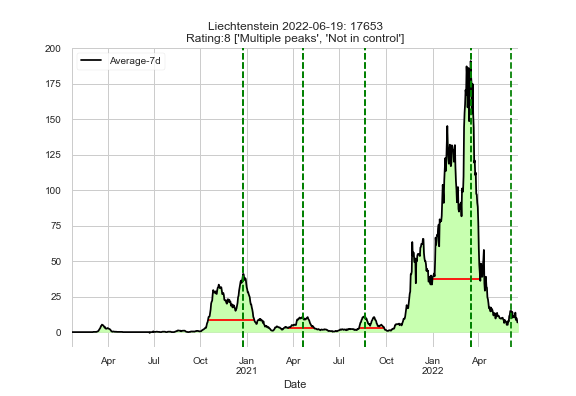 Liechtenstein 2022-06-19: 17653
Rating:8 ['Multiple peaks', 'Not in control']
Average-7d
200
175
150
125
100
75
50
25
0
Apr Jul Oct Jan Apr Jul Oct Jan Apr
2021 2022
Date